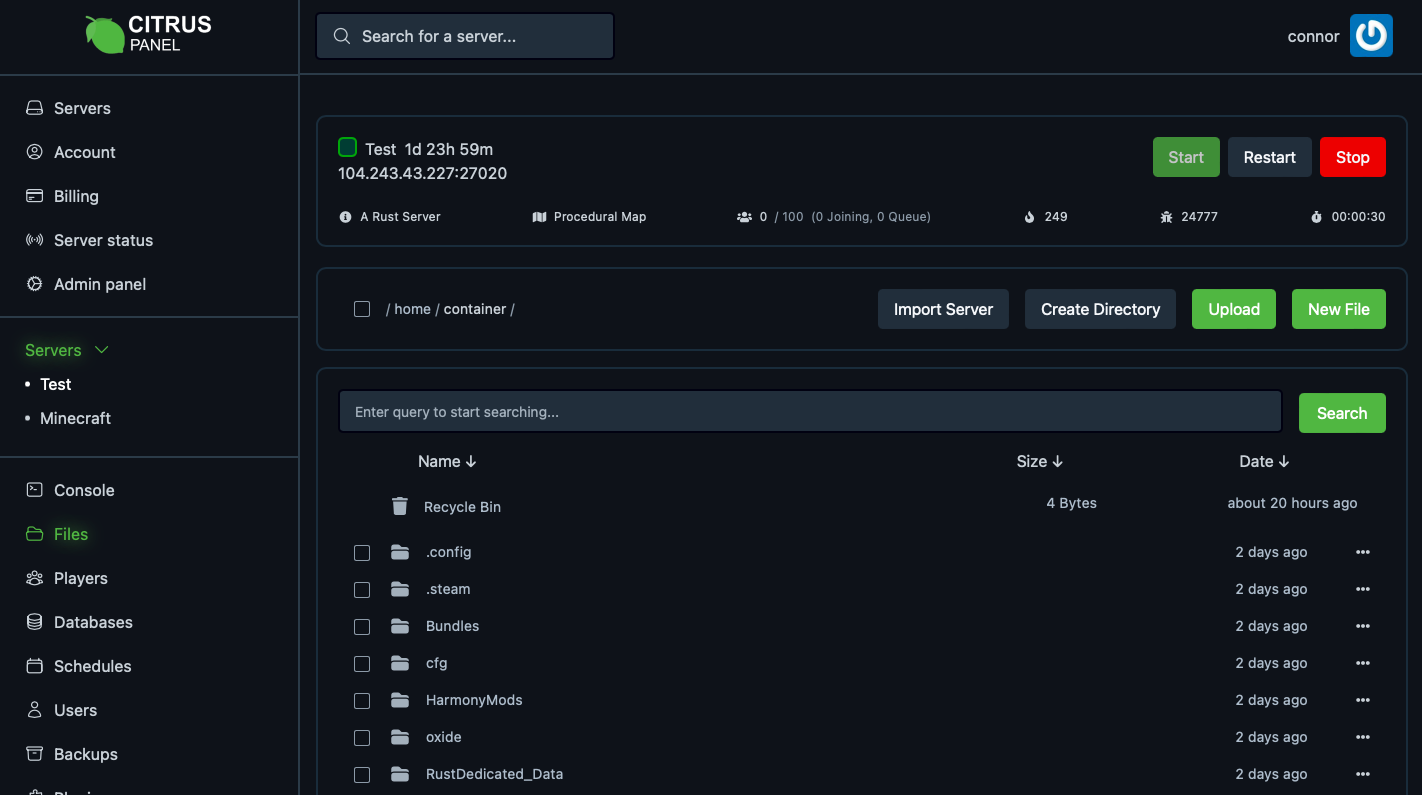 CITRUS
PANEL
Search for a server...
connor
Servers
Account
Billing
Server status
Admin panel
Servers
Test
Minecraft
Console
Files
Players
Databases
Schedules
Users
Backups
Test 1d 23h 59m
104.243.43.227:27020
Start Restart Stop
A Rust Server Procedural Map 0 / 100 (0 Joining, 0 Queue) 249 24777 00:00:30
/ home / container /
Import Server Create Directory Upload New File
Enter query to start searching...
Search
Name Size Date
Recycle Bin 4 Bytes about 20 hours ago
.config 2 days ago
.steam 2 days ago
Bundles 2 days ago
cfg 2 days ago
HarmonyMods 2 days ago
oxide 2 days ago
RustDedicated_Data 2 days ago